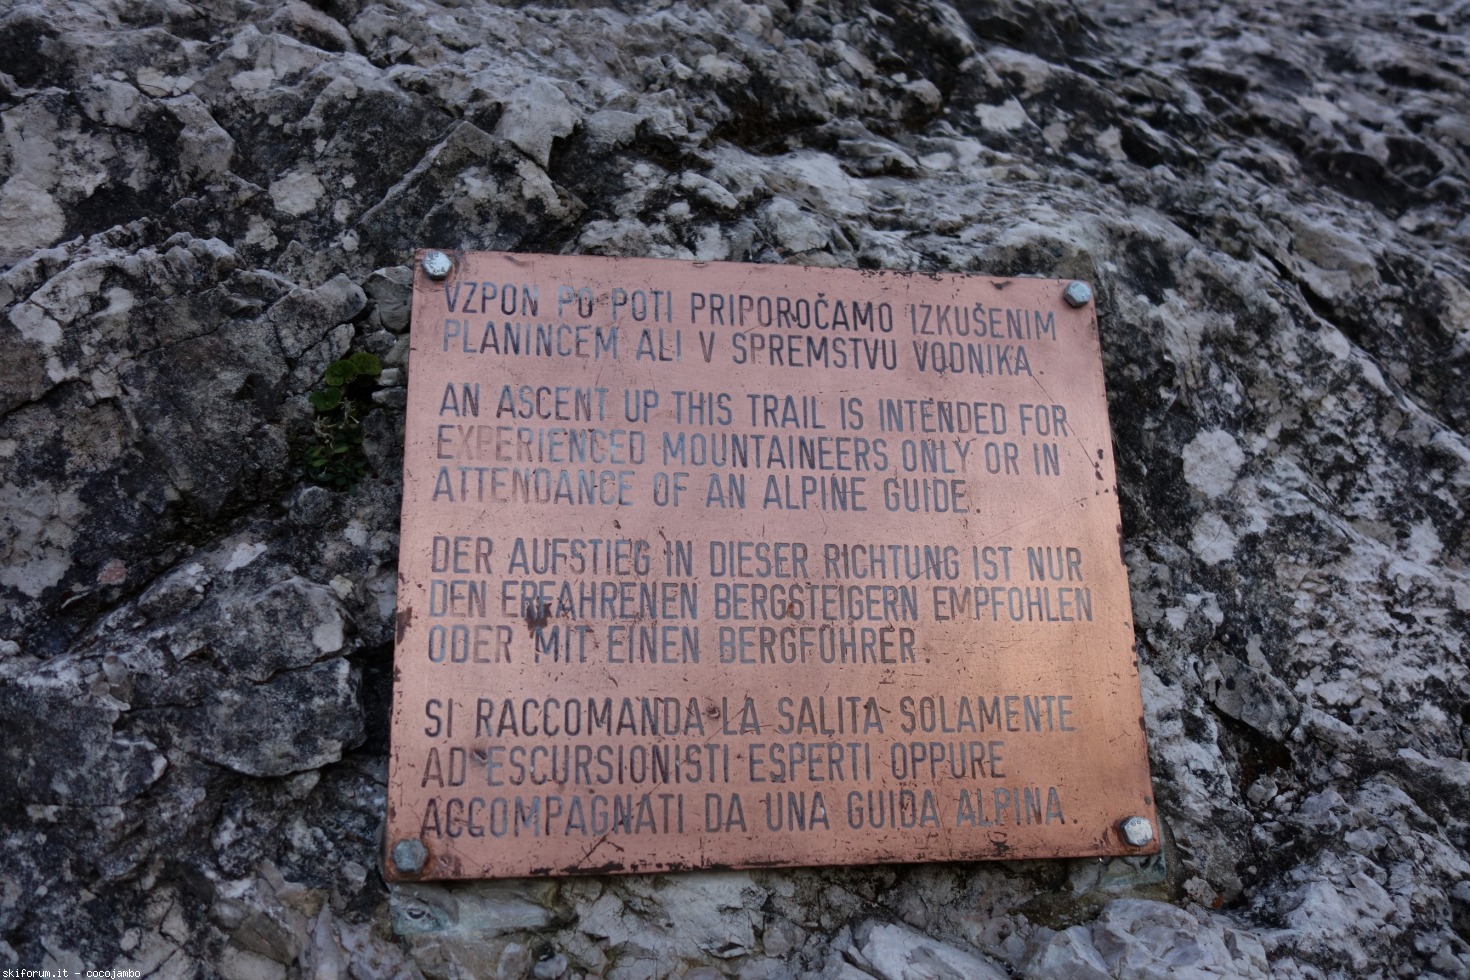 VZPON PO POTI PRIPOROČAMO IZKUŠENIM
PLANINCEM ALI V SPREMSTVU VODNIKA.
AN ASCENT UP THIS TRAIL IS INTENDED FOR
EXPERIENCED MOUNTAINEERS ONLY OR IN
ATTENDANCE OF AN ALPINE GUIDE.
DER AUFSTIEG IN DIESER RICHTUNG IST NUR
DEN ERFAHRENEN BERGSTEIGERN EMPFOHLEN
ODER MIT EINEN BERGFÜHRER.
SI RACCOMANDA LA SALITA SOLAMENTE
AD ESCURSIONISTI ESPERTI OPPURE
ACCOMPAGNATI DA UNA GUIDA ALPINA.
skiforum.it - cocojambo